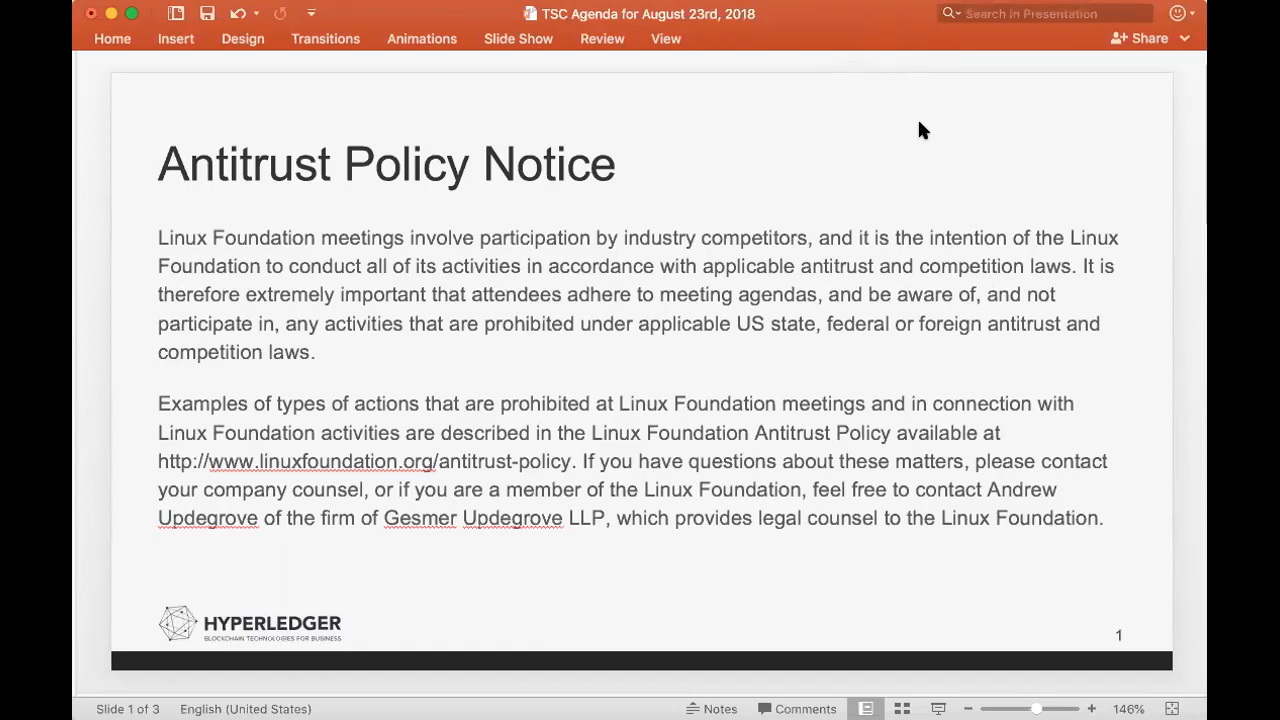 TSC Agenda for August 23rd, 2018
Search in Presentation
Home Insert Design Transitions Animations Slide Show Review View Share
Antitrust Policy Notice
Linux Foundation meetings involve participation by industry competitors, and it is the intention of the Linux
Foundation to conduct all of its activities in accordance with applicable antitrust and competition laws. It is
therefore extremely important that attendees adhere to meeting agendas, and be aware of, and not
participate in, any activities that are prohibited under applicable US state, federal or foreign antitrust and
competition laws.
Examples of types of actions that are prohibited at Linux Foundation meetings and in connection with
Linux Foundation activities are described in the Linux Foundation Antitrust Policy available at
http://www.linuxfoundation.org/antitrust-policy. If you have questions about these matters, please contact
your company counsel, or if you are a member of the Linux Foundation, feel free to contact Andrew
Updegrove of the firm of Gesmer Updegrove LLP, which provides legal counsel to the Linux Foundation.
HYPERLEDGER
BLOCKCHAIN TECHNOLOGIES FOR BUSINESS
1
Slide 1 of 3 English (United States) Notes Comments 146%